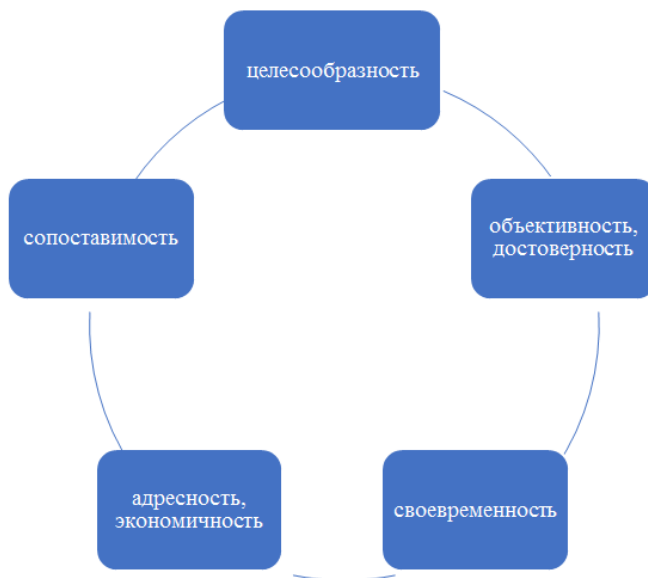 целесообразность
объективность,
достоверность
своевременность
адресность,
экономичность
сопоставимость